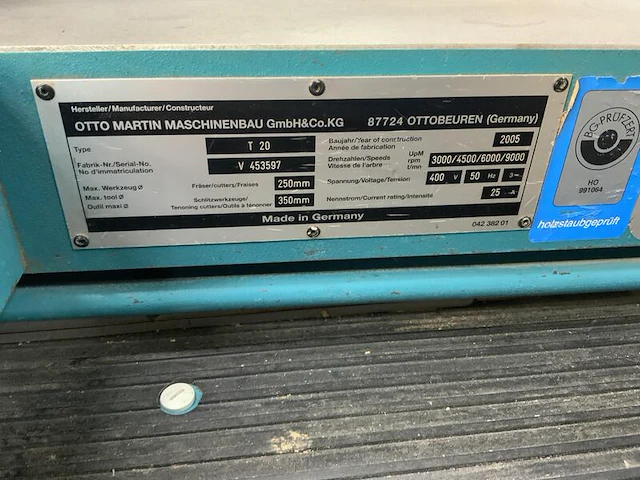 Hersteller/Manufacturer/Constructeur
OTTO MARTIN MASCHINENBAU GmbH&Co.KG 87724 OTTOBEUREN (Germany)
Type T 20
Fabrik-Nr./Serial-No.
No d'immatriculation V 453597
Max. Werkzeug ø
Max. tool ø
Outil maxi ø
Fräser/cutters/Fraises 250mm
Schlitzwerkzeuge/
Tenoning cutters/Outils à tenonner 350mm
Baujahr/Year of construction
Année de fabrication 2005
Drehzahlen/Speeds
Vitesse de l'arbre
UpM
rpm
t/mn
3000/4500/6000/9000
Spannung/Voltage/Tension 400 V 50 Hz 3~
Nennstrom/Current rating/Intensité 25 A
Made in Germany
042 382 01
BG-PRÜFZERT
HO
991064
holzstaubgeprüft